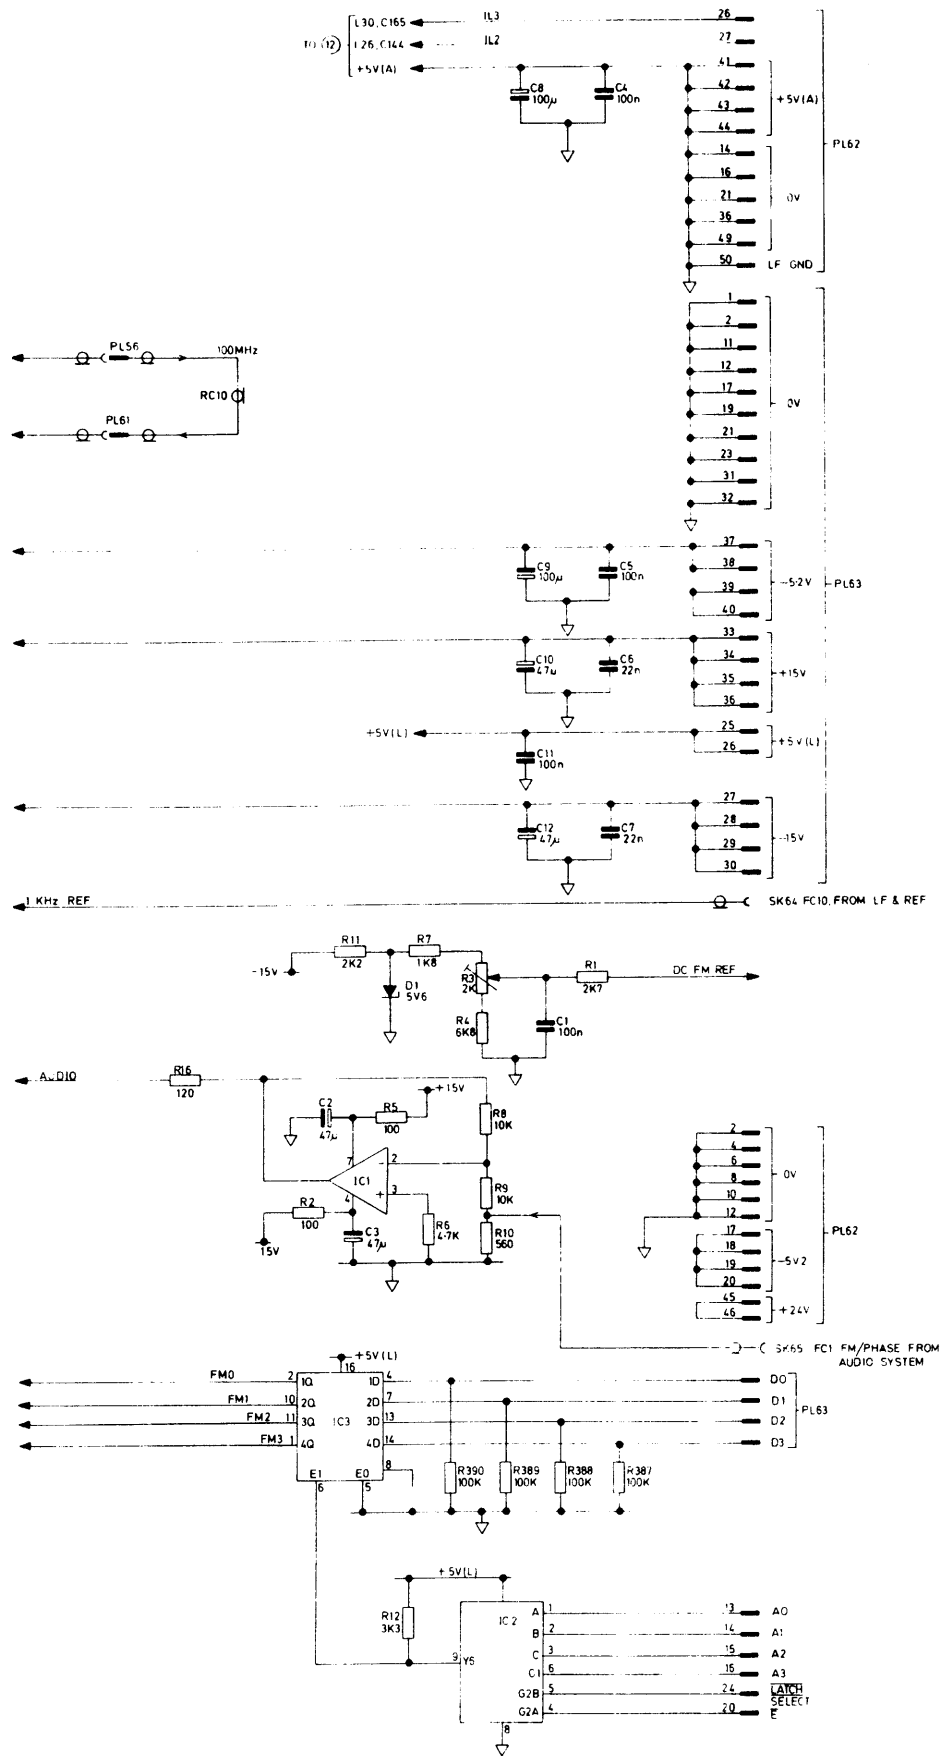 L30, C165 IL3 26
TO 12 L26, C144 IL2 27
+5V(A) 41
42
43
44
+5V(A)
C8
100µ
C4
100n
14
16
21
36
49
0V
50 LF GND
PL62
1
2
11
12
17
19
21
23
31
32
0V
PL56
100MHz
RC10
PL61
37
38
39
40
-5·2V
PL63
C9
100µ
C5
100n
33
34
35
36
+15V
C10
47µ
C6
22n
+5V(L) 25
26
+5V(L)
C11
100n
27
28
29
30
-15V
C12
47µ
C7
22n
1 KHz REF SK64 FC10, FROM LF & REF
-15V
R11
2K2
R7
1K8
D1
5V6
R3
2K
R4
6K8
C1
100n
R1
2K7
DC FM REF
AUDIO
R16
120
C2
47µ
R5
100
+15V
R8
10K
7
IC1
2
3
4
-
+
R9
10K
R2
100
15V
C3
47µ
R6
4·7K
R10
560
2
4
6
8
10
12
0V
17
18
19
20
-5V2
45
46
+24V
PL62
SK65 FC1 FM/PHASE FROM
AUDIO SYSTEM
+5V(L)
16
FM0 2 1Q 1D 4 D0
FM1 10 2Q 2D 7 D1
FM2 11 3Q IC3 3D 13 D2
FM3 1 4Q 4D 14 D3
PL63
8
E1 E0
6 5
R390
100K
R389
100K
R388
100K
R387
100K
+5V(L)
R12
3K3
IC2
9 Y6
A 1 13 A0
B 2 14 A1
C 3 15 A2
C1 6 16 A3
G2B 5 24 LATCH
SELECT
G2A 4 20 E
8